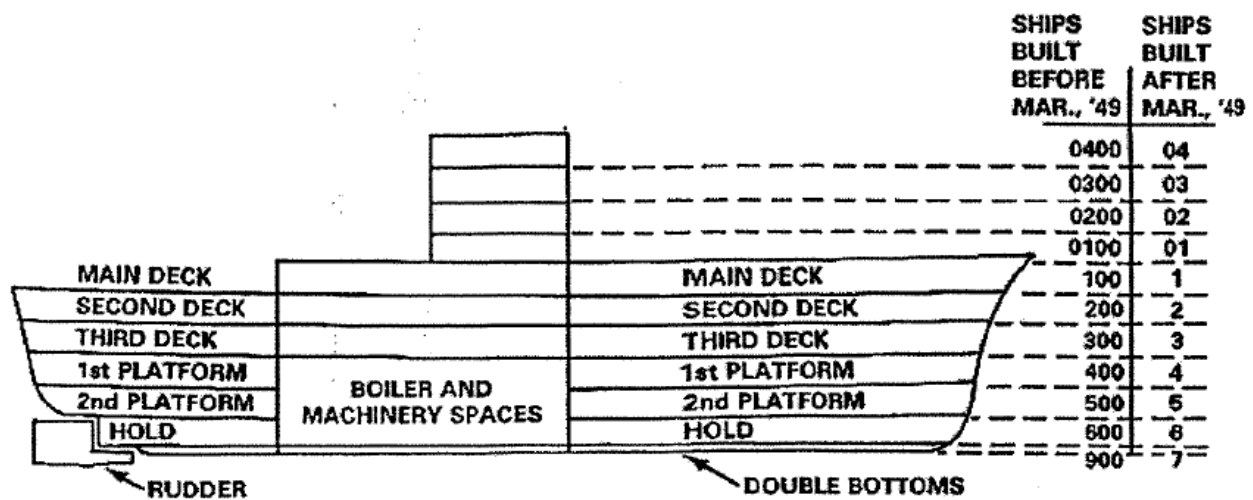 SHIPS BUILT BEFORE MAR., '49
SHIPS BUILT AFTER MAR., '49
0400 04
0300 03
0200 02
0100 01
MAIN DECK MAIN DECK 100 1
SECOND DECK SECOND DECK 200 2
THIRD DECK THIRD DECK 300 3
1st PLATFORM 1st PLATFORM 400 4
BOILER AND
MACHINERY SPACES
2nd PLATFORM 2nd PLATFORM 500 5
HOLD HOLD 600 6
900 7
RUDDER DOUBLE BOTTOMS